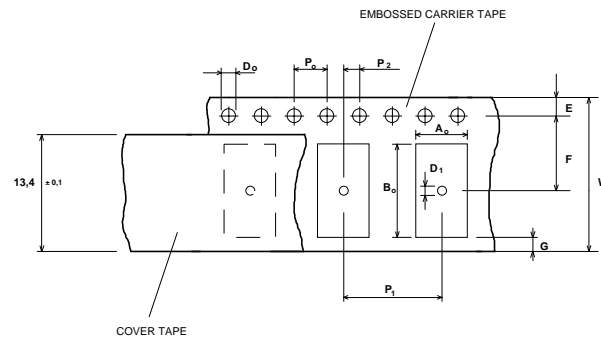 EMBOSSED CARRIER TAPE
Do Po P2
E
Ao
F
D1
13,4 ± 0,1
Bo
W
G
P1
COVER TAPE